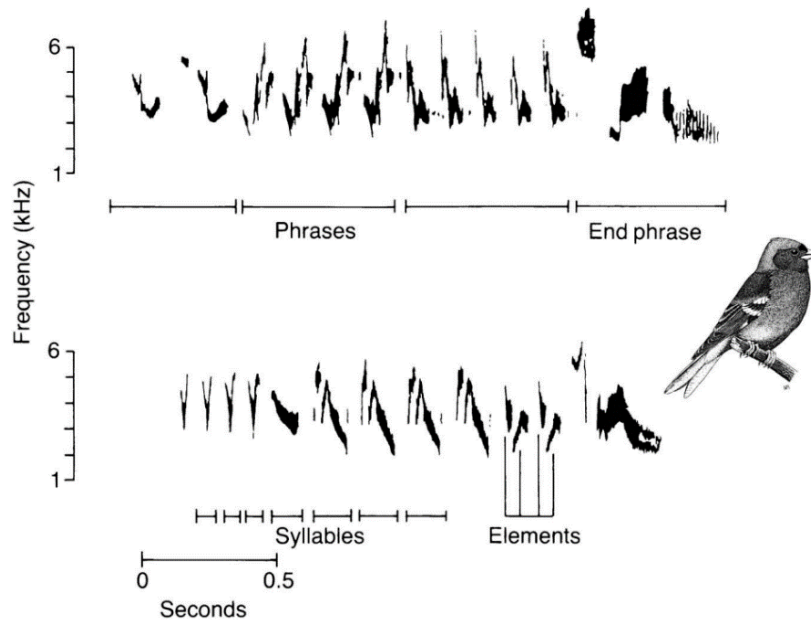 6
1
Phrases
End phrase
Frequency (kHz)
6
1
Syllables
Elements
0
0.5
Seconds